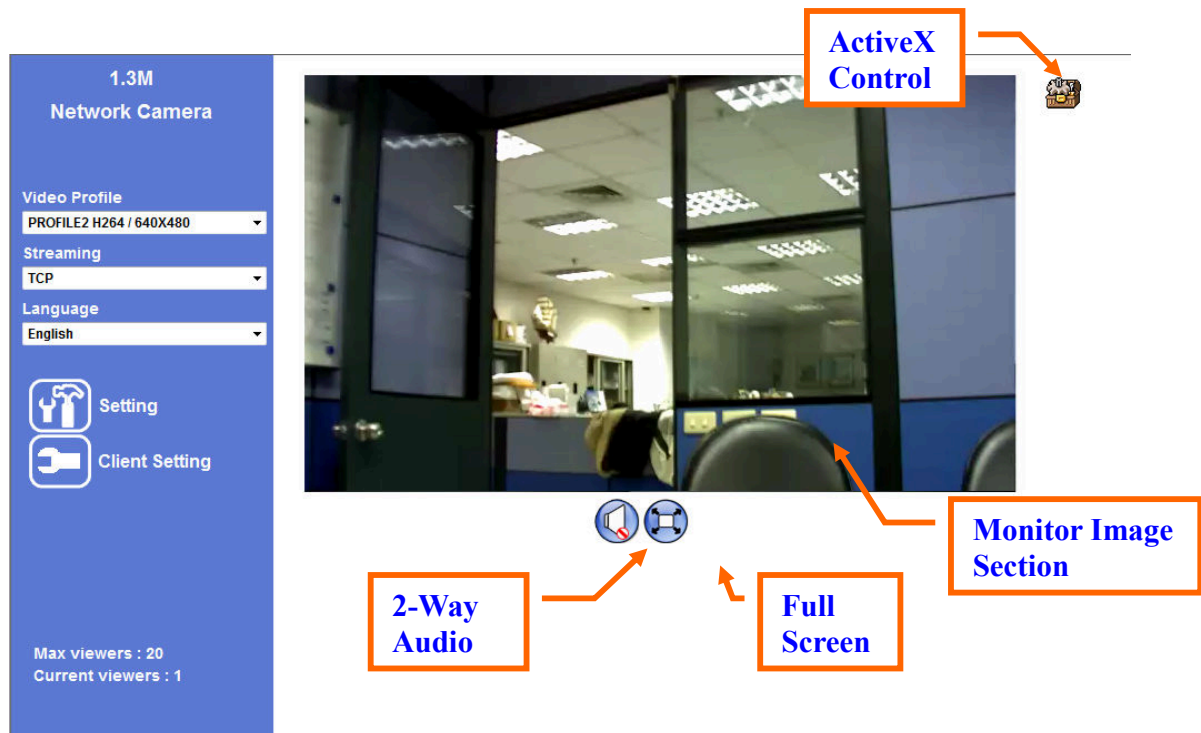 1.3M
Network Camera
Video Profile
PROFILE2 H264 / 640X480
Streaming
TCP
Language
English
Setting
Client Setting
Max viewers : 20
Current viewers : 1
ActiveX
Control
Monitor Image
Section
2-Way
Audio
Full
Screen